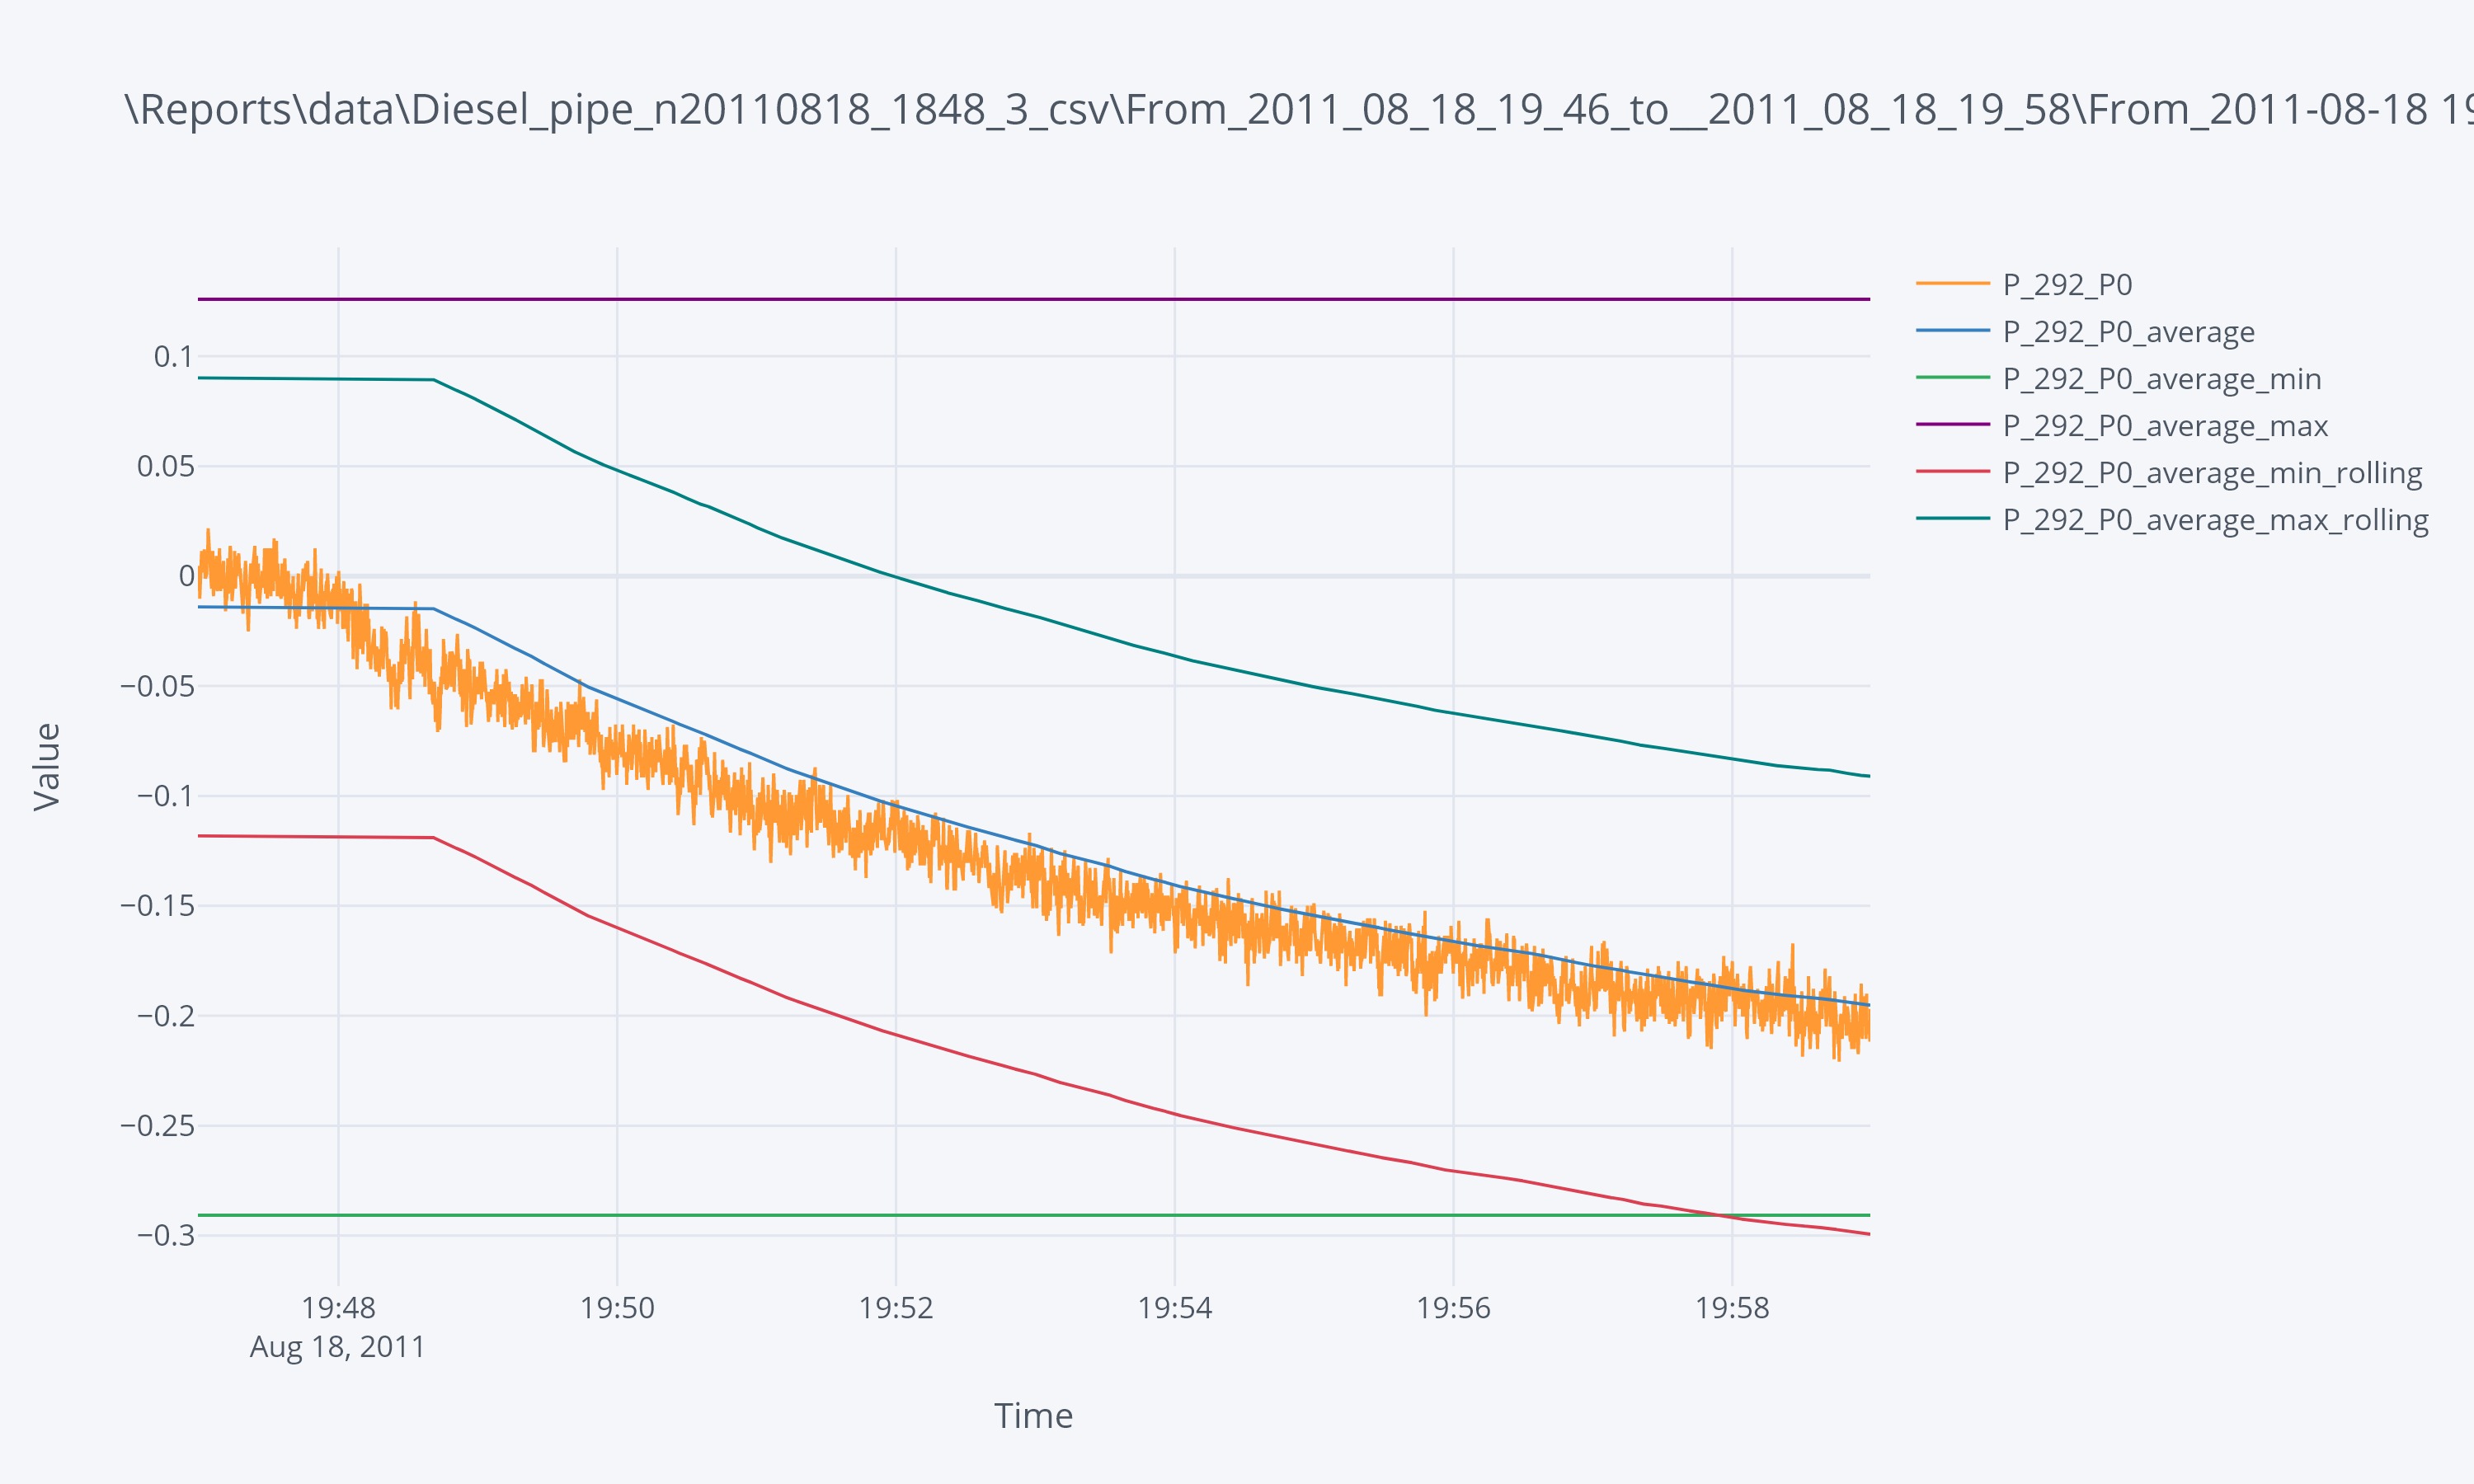 \Reports\data\Diesel_pipe_n20110818_1848_3_csv\From_2011_08_18_19_46_to__2011_08_18_19_58\From_2011-08-18 19
P_292_P0
P_292_P0_average
P_292_P0_average_min
P_292_P0_average_max
P_292_P0_average_min_rolling
P_292_P0_average_max_rolling
0.1
0.05
0
−0.05
−0.1
−0.15
−0.2
−0.25
−0.3
Value
19:48 19:50 19:52 19:54 19:56 19:58
Aug 18, 2011
Time